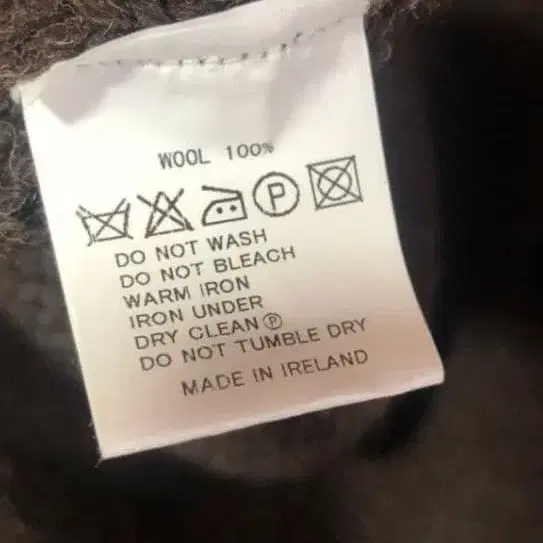 WOOL 100%
P
DO NOT WASH
DO NOT BLEACH
WARM IRON
IRON UNDER
DRY CLEAN Ⓟ
DO NOT TUMBLE DRY
MADE IN IRELAND